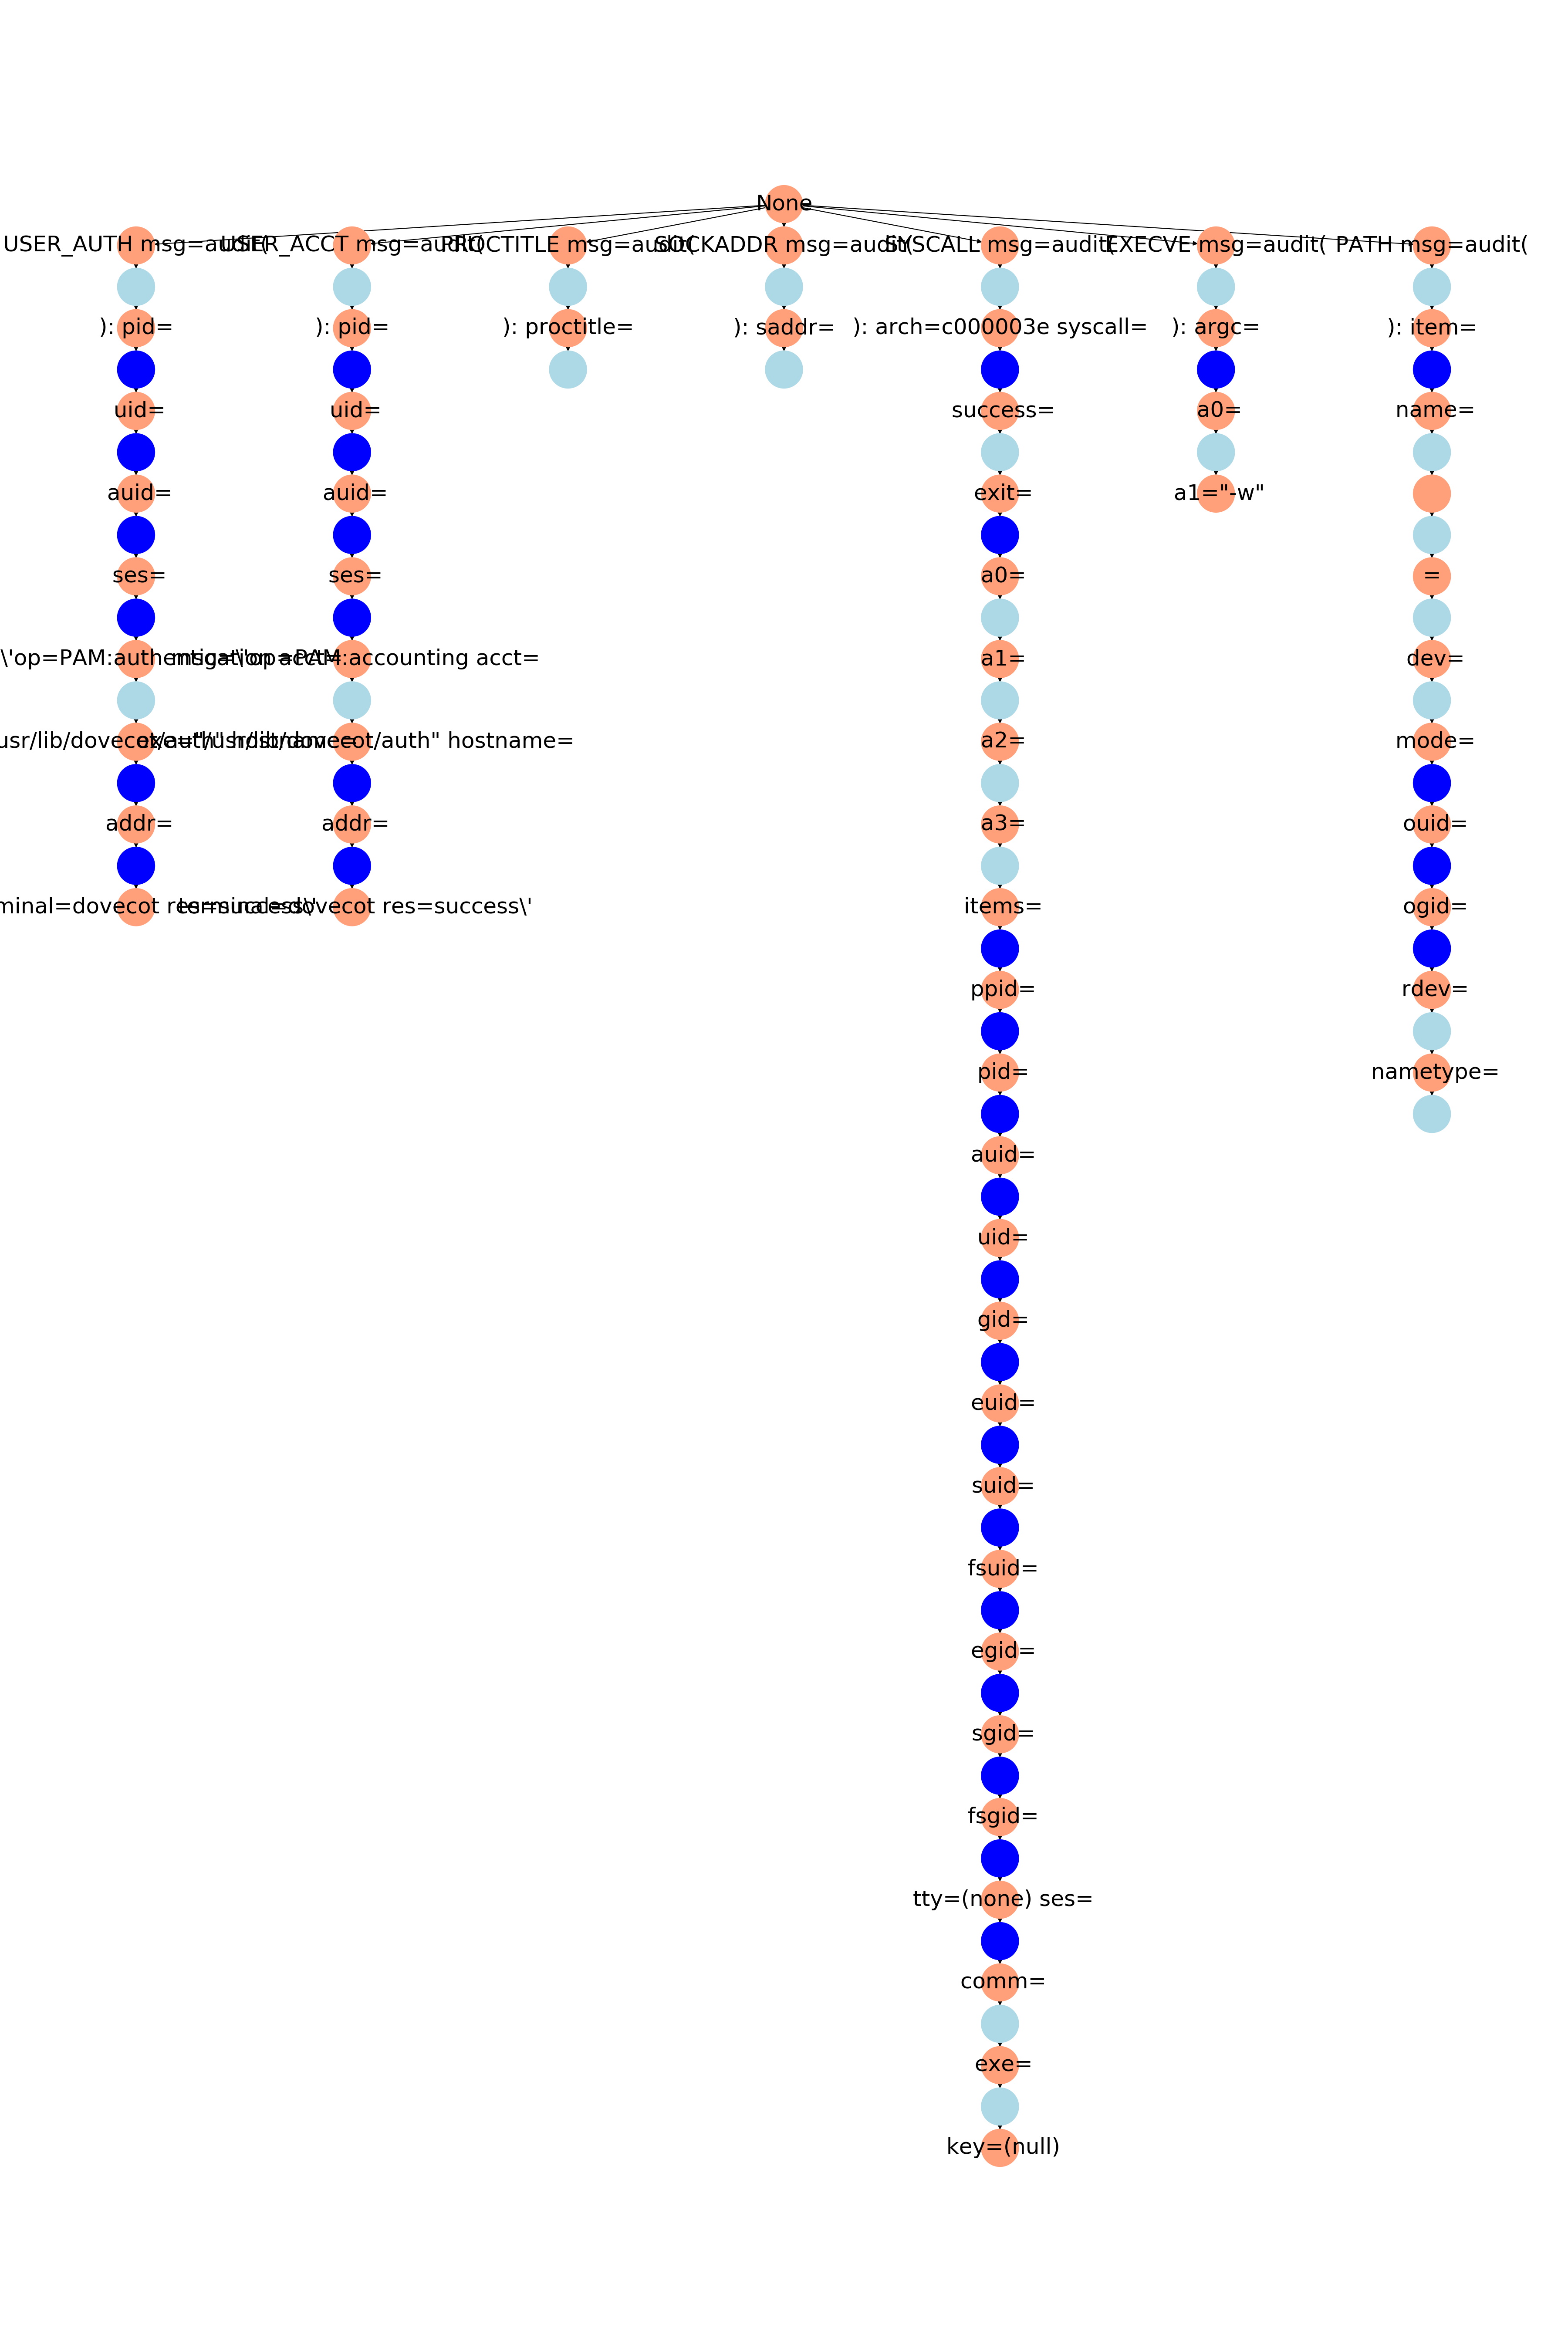 None
USER_AUTH msg=audit(
): pid=
uid=
auid=
ses=
\'op=PAM:authentication acct=
usr/lib/dovecot/auth" hostname=
addr=
minal=dovecot res=success\'
USER_ACCT msg=audit(
): pid=
uid=
auid=
ses=
msg=\'op=PAM:accounting acct=
exe="/usr/lib/dovecot/auth" hostname=
addr=
terminal=dovecot res=success\'
PROCTITLE msg=audit(
): proctitle=
SOCKADDR msg=audit(
): saddr=
SYSCALL msg=audit(
): arch=c000003e syscall=
success=
exit=
a0=
a1=
a2=
a3=
items=
ppid=
pid=
auid=
uid=
gid=
euid=
suid=
fsuid=
egid=
sgid=
fsgid=
tty=(none) ses=
comm=
exe=
key=(null)
EXECVE msg=audit(
): argc=
a0=
a1="-w"
PATH msg=audit(
): item=
name=
=
dev=
mode=
ouid=
ogid=
rdev=
nametype=